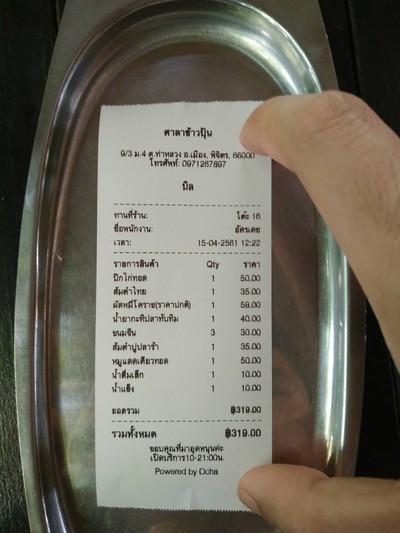 ศาลาข้าวปุ้น
9/3 ม.4 ต.ท่าหลวง อ.เมือง, พิจิตร, 66000
โทรศัพท์: 0971267897
บิล
ทานที่ร้าน: โต๊ะ 16
ชื่อพนักงาน: อัครเดช
เวลา: 15-04-2561 12:22
รายการสินค้า Qty ราคา
ปีกไก่ทอด 1 50.00
ส้มตำไทย 1 35.00
ผัดหมี่โคราช(ราคาปกติ) 1 59.00
น้ำยากะทิปลาทับทิม 1 40.00
ขนมจีน 3 30.00
ส้มตำปูปลาร้า 1 35.00
หมูแดดเดียวทอด 1 50.00
น้ำดื่มเล็ก 1 10.00
น้ำแข็ง 1 10.00
ยอดรวม ฿319.00
รวมทั้งหมด ฿319.00
ขอบคุณที่มาอุดหนุนค่ะ
เปิดบริการ10-21:00น.
Powered by Ocha